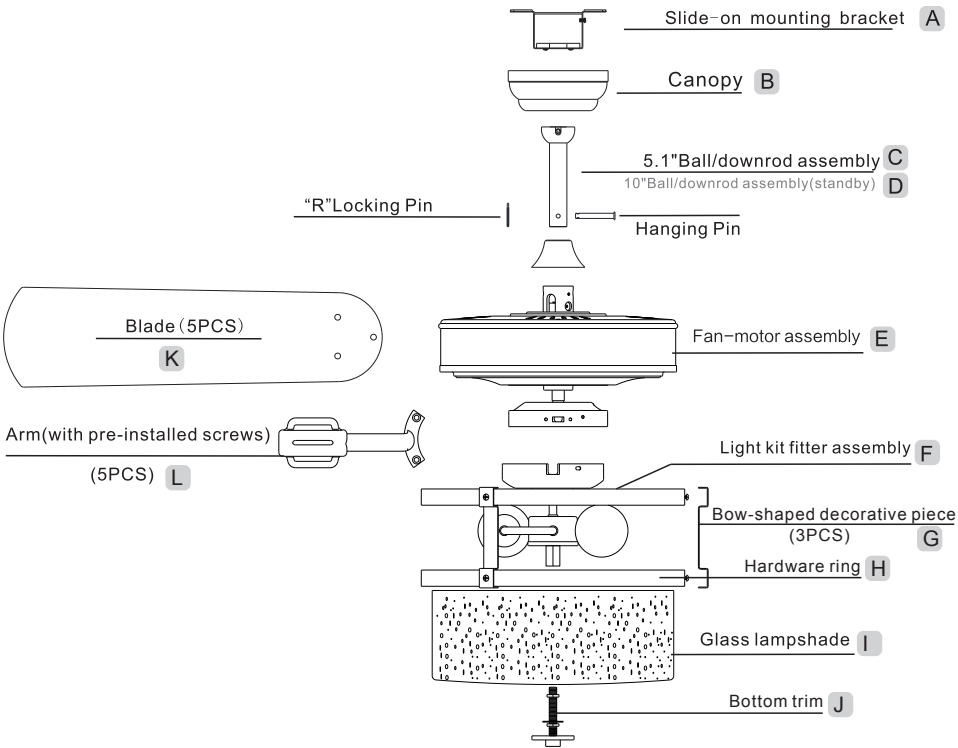 Slide-on mounting bracket A
Canopy B
5.1"Ball/downrod assembly C
10"Ball/downrod assembly(standby) D
“R”Locking Pin
Hanging Pin
Blade(5PCS)
K
Fan-motor assembly E
Arm(with pre-installed screws)
(5PCS) L
Light kit fitter assembly F
Bow-shaped decorative piece
(3PCS) G
Hardware ring H
Glass lampshade I
Bottom trim J